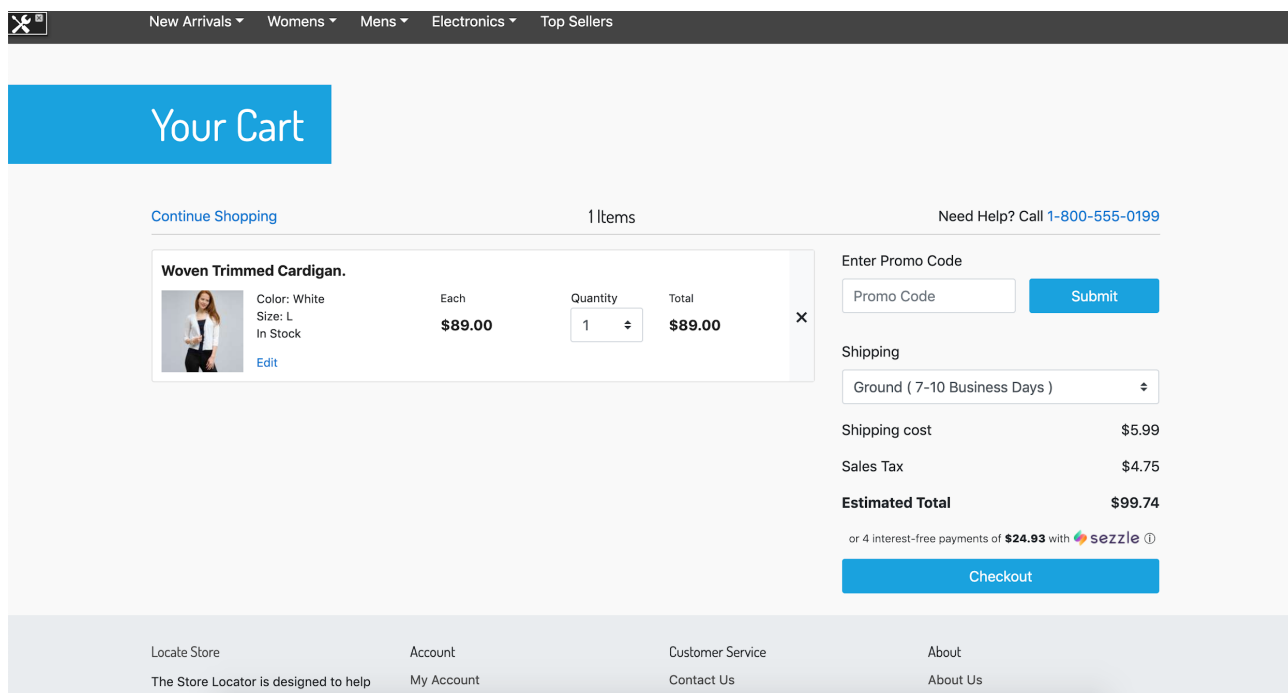 New Arrivals Womens Mens Electronics Top Sellers
Your Cart
Continue Shopping 1 Items Need Help? Call 1-800-555-0199
Woven Trimmed Cardigan.
Color: White
Size: L
In Stock
Edit
Each
$89.00
Quantity
1
Total
$89.00
×
Enter Promo Code
Promo Code Submit
Shipping
Ground ( 7-10 Business Days )
Shipping cost $5.99
Sales Tax $4.75
Estimated Total $99.74
or 4 interest-free payments of $24.93 with sezzle ⓘ
Checkout
Locate Store Account Customer Service About
The Store Locator is designed to help My Account Contact Us About Us